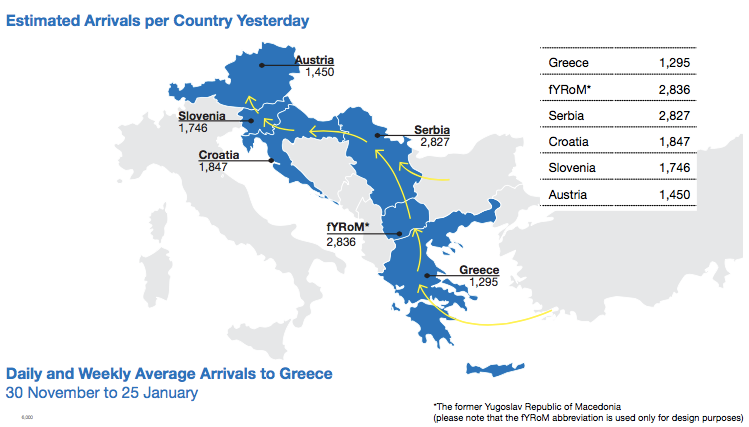 Estimated Arrivals per Country Yesterday
Austria
1,450
Slovenia
1,746
Croatia
1,847
Serbia
2,827
fYRoM*
2,836
Greece
1,295
Greece 1,295
fYRoM* 2,836
Serbia 2,827
Croatia 1,847
Slovenia 1,746
Austria 1,450
Daily and Weekly Average Arrivals to Greece
30 November to 25 January
6,000
*The former Yugoslav Republic of Macedonia
(please note that the fYRoM abbreviation is used only for design purposes)